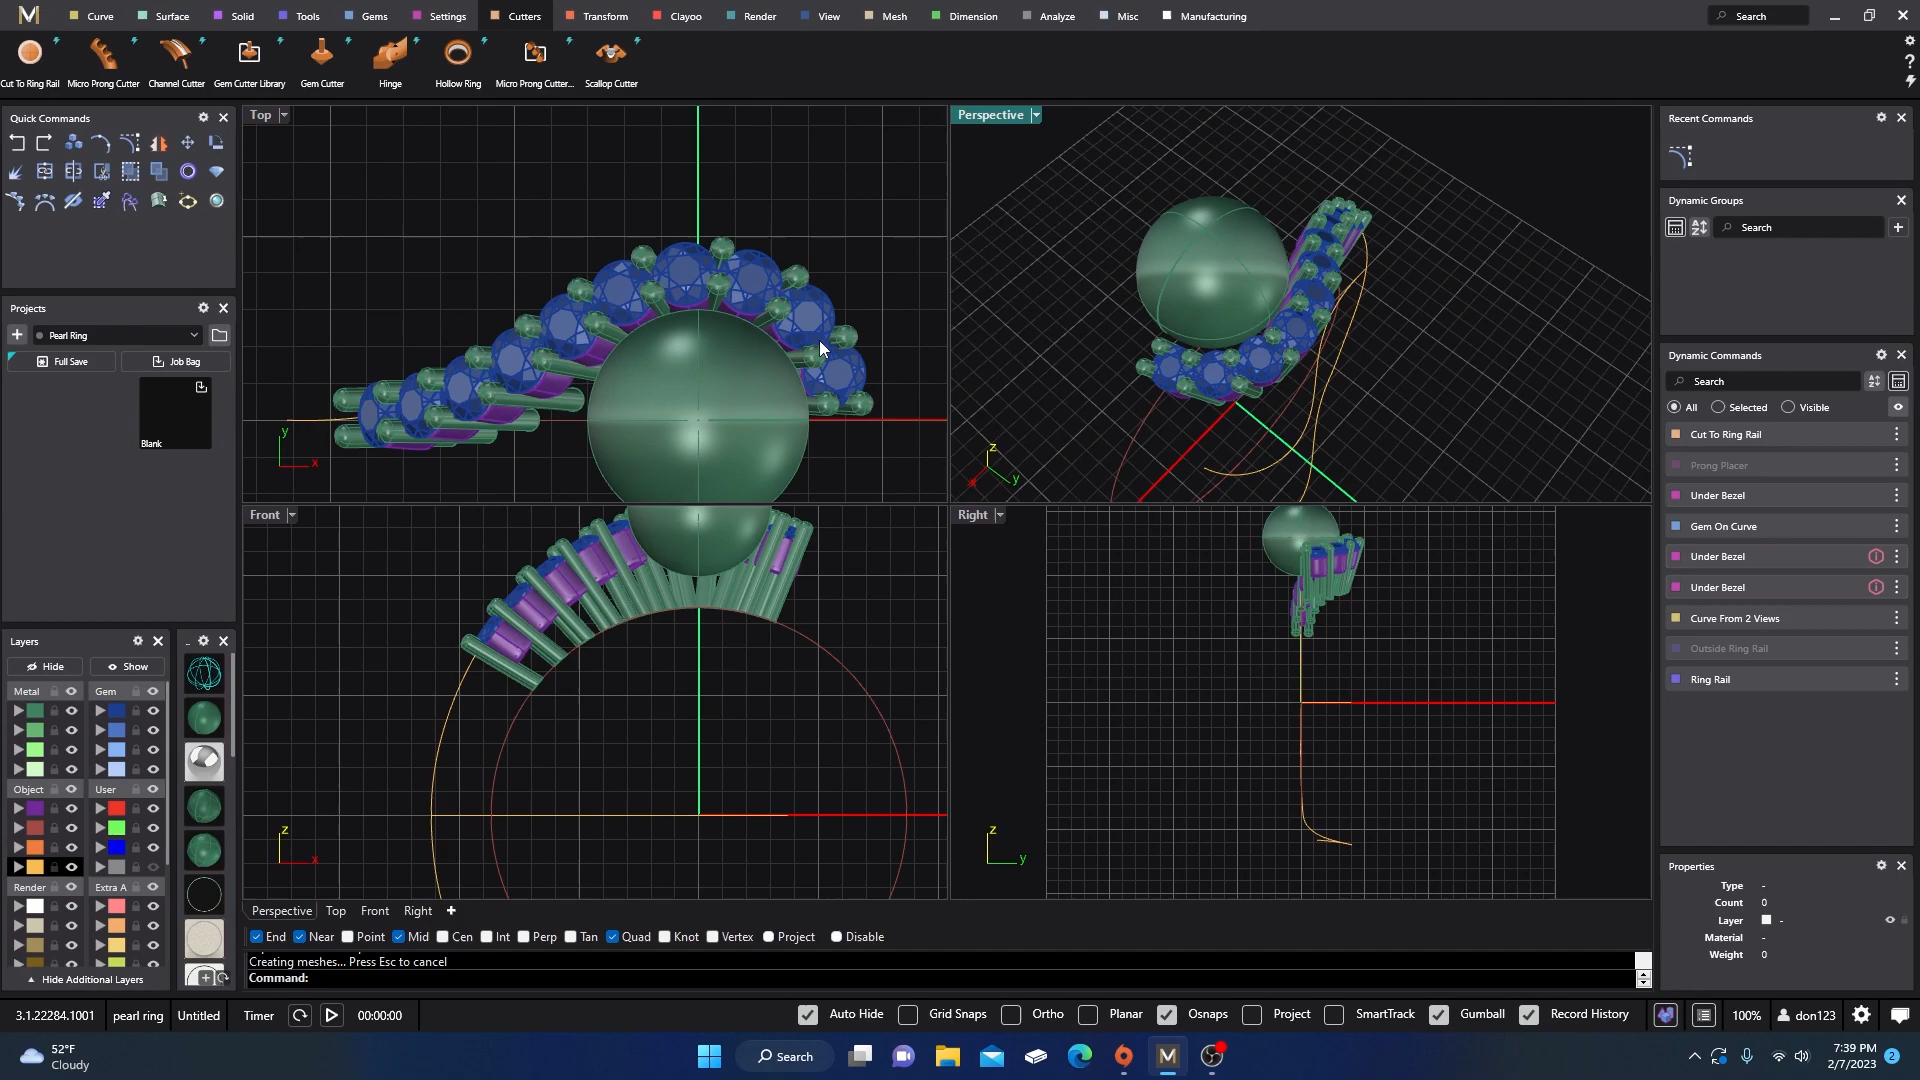 M Curve Surface Solid Tools Gems Settings Cutters Transform Clayoo Render View Mesh Dimension Analyze Misc Manufacturing Search
Cut To Ring Rail Micro Prong Cutter Channel Cutter Gem Cutter Library Gem Cutter Hinge Hollow Ring Micro Prong Cutter... Scallop Cutter
Quick Commands
Projects
Pearl Ring
Full Save Job Bag
Blank
Layers
Hide Show
Metal Gem
Object User
Render Extra A
Hide Additional Layers
Top
y
x
Perspective
z
y
x
Front
z
x
Right
z
y
Perspective Top Front Right
End Near Point Mid Cen Int Perp Tan Quad Knot Vertex Project Disable
Creating meshes... Press Esc to cancel
Command:
Recent Commands
Dynamic Groups
Search
Dynamic Commands
Search
All Selected Visible
Cut To Ring Rail
Prong Placer
Under Bezel
Gem On Curve
Under Bezel
Under Bezel
Curve From 2 Views
Outside Ring Rail
Ring Rail
Properties
Type -
Count 0
Layer -
Material -
Weight 0
3.1.22284.1001 pearl ring Untitled Timer 00:00:00 Auto Hide Grid Snaps Ortho Planar Osnaps Project SmartTrack Gumball Record History 100% don123
52°F
Cloudy
Search
7:39 PM
2/7/2023
2